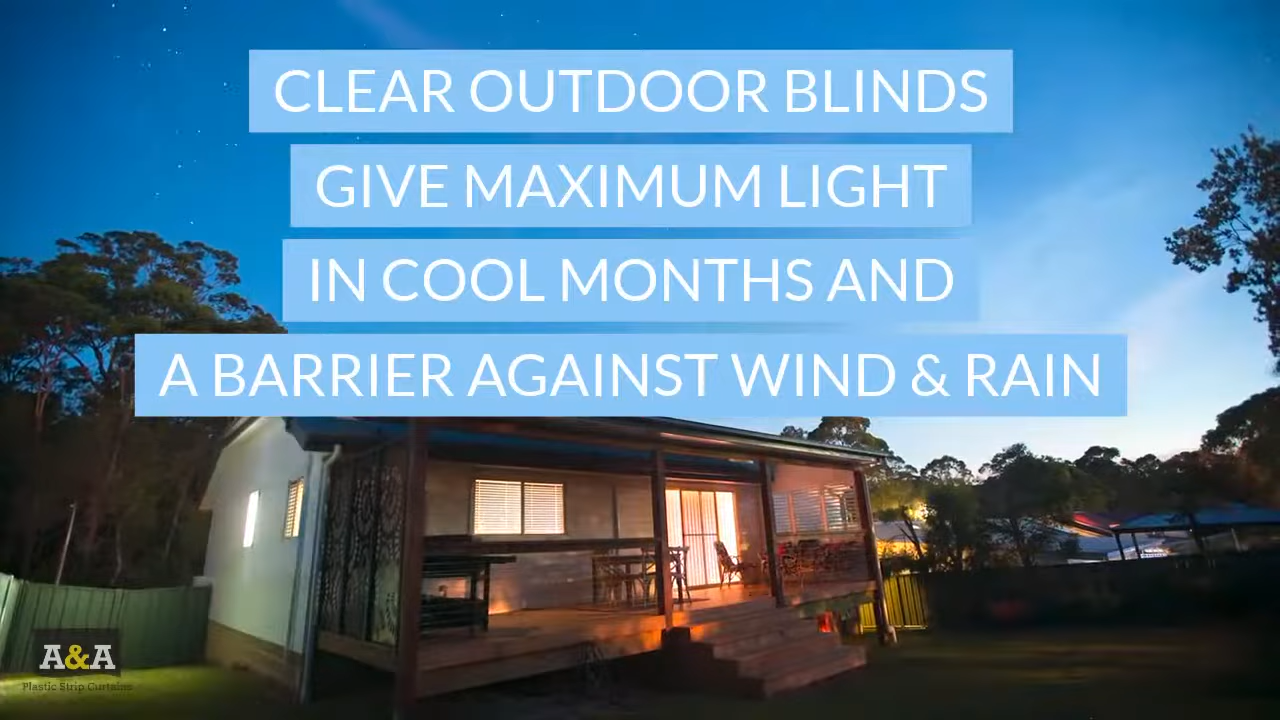 CLEAR OUTDOOR BLINDS
GIVE MAXIMUM LIGHT
IN COOL MONTHS AND
A BARRIER AGAINST WIND & RAIN
A&A
Plastic Strip Curtains